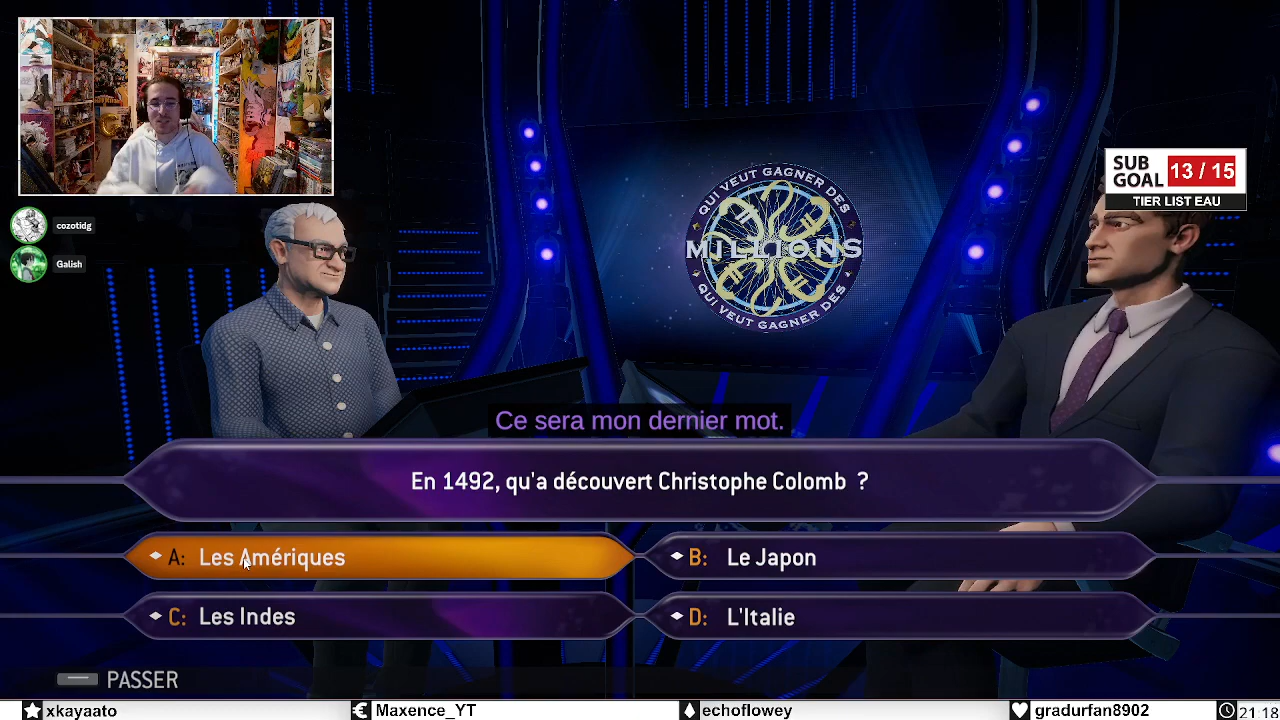 SUB GOAL 13 / 15
TIER LIST EAU
cozotidg
Galish
QUI VEUT GAGNER DES
MILLIONS
QUI VEUT GAGNER DES
Ce sera mon dernier mot.
En 1492, qu'a découvert Christophe Colomb ?
A: Les Amériques
B: Le Japon
C: Les Indes
D: L'Italie
PASSER
xkayaato
Maxence_YT
echoflowey
gradurfan8902
21:18